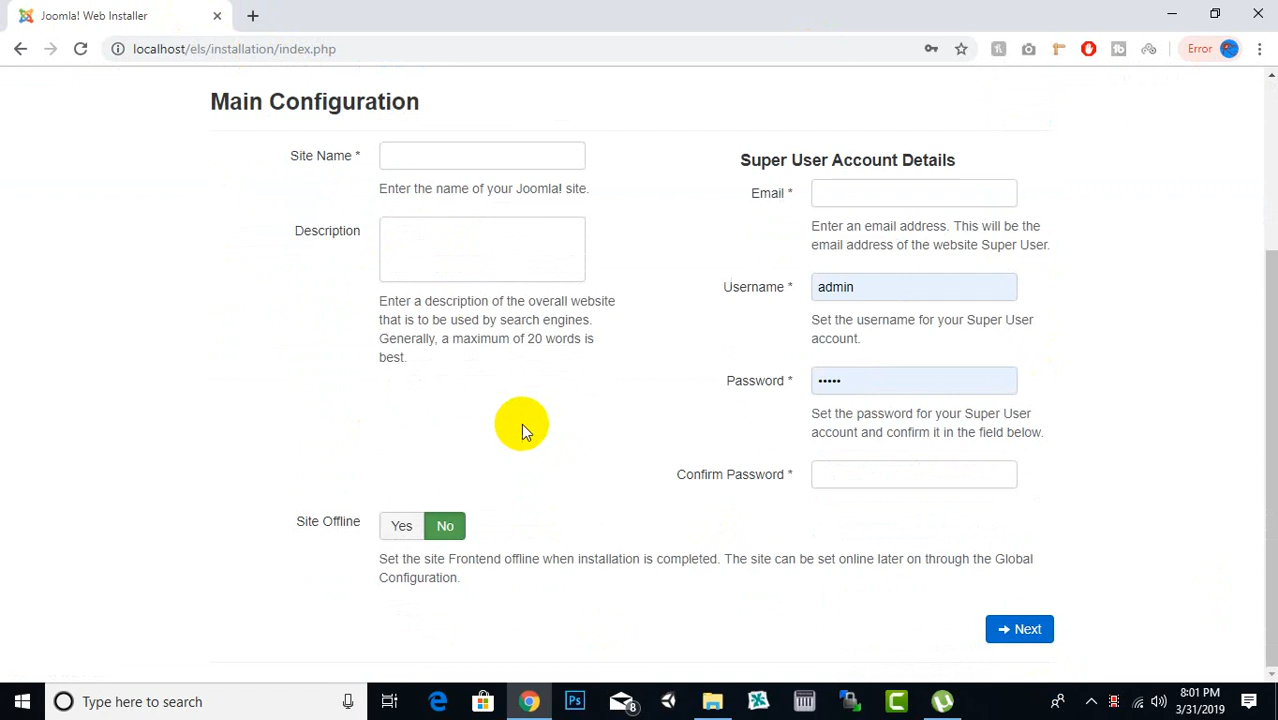 Joomla! Web Installer
localhost/els/installation/index.php
Error
Main Configuration
Site Name *
Enter the name of your Joomla! site.
Description
Enter a description of the overall website
that is to be used by search engines.
Generally, a maximum of 20 words is
best.
Super User Account Details
Email *
Enter an email address. This will be the
email address of the website Super User.
Username *
admin
Set the username for your Super User
account.
Password *
•••••
Set the password for your Super User
account and confirm it in the field below.
Confirm Password *
Site Offline
Yes
No
Set the site Frontend offline when installation is completed. The site can be set online later on through the Global
Configuration.
Next
Type here to search
Ps
8
8:01 PM
3/31/2019